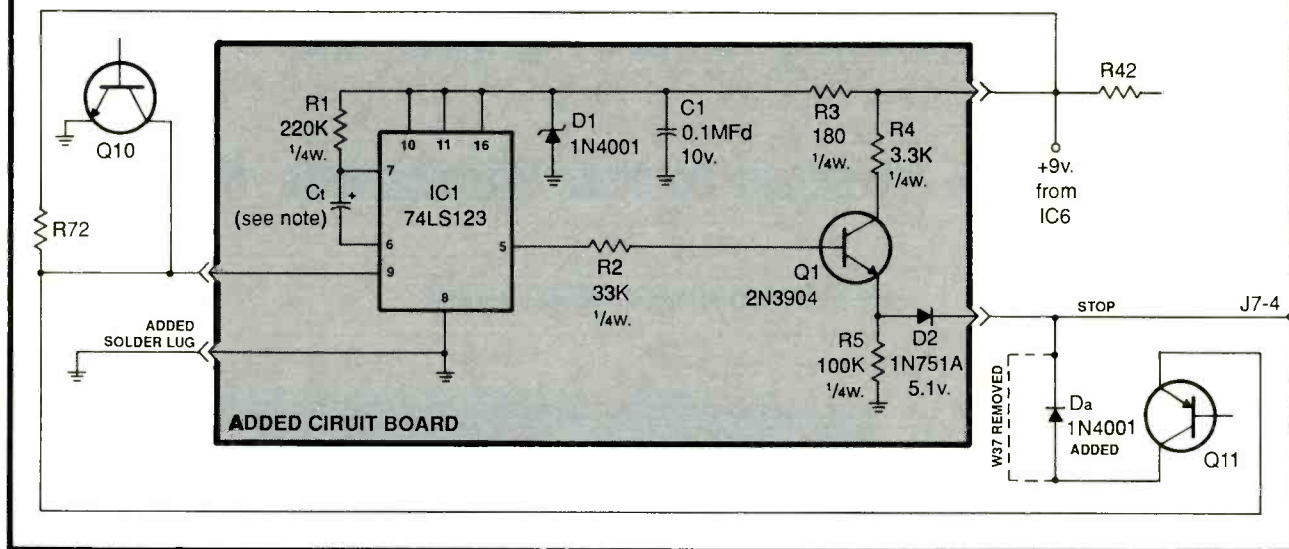 Q10
R72
ADDED
SOLDER LUG
R1
220K
1/4W.
Ct
(see note)
10 11 16
7
6
9
8
5
IC1
74LS123
D1
1N4001
C1
0.1MFd
10v.
R3
180
1/4W.
R4
3.3K
1/4W.
R2
33K
1/4W.
Q1
2N3904
R5
100K
1/4W.
D2
1N751A
5.1v.
ADDED CIRUIT BOARD
R42
+9v.
from
IC6
STOP
J7-4
W37 REMOVED
Da
1N4001
ADDED
Q11